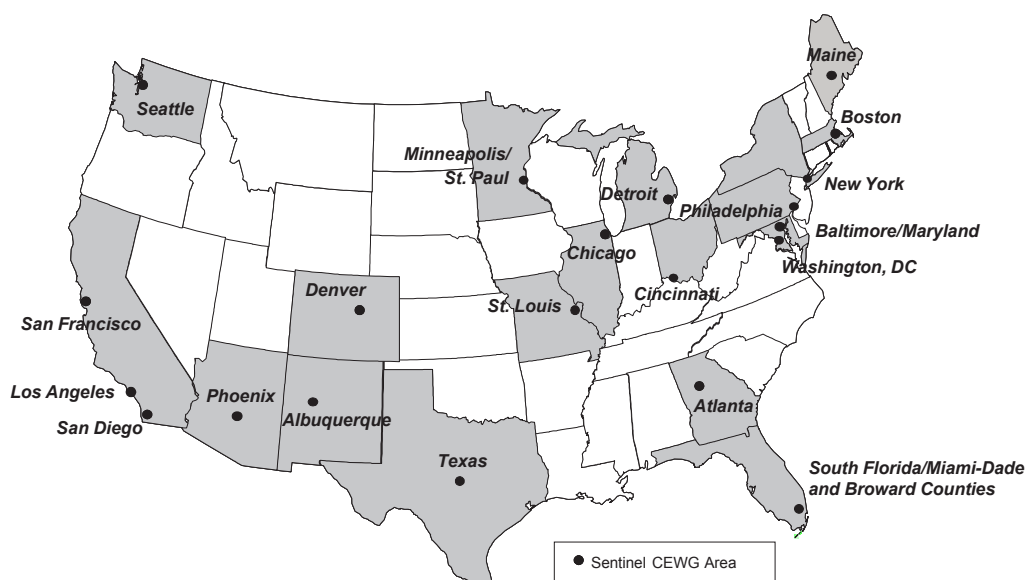 Maine
Seattle
Boston
Minneapolis/
St. Paul
New York
Detroit
Philadelphia
Baltimore/Maryland
Chicago
Washington, DC
Denver
Cincinnati
St. Louis
San Francisco
Los Angeles
Phoenix
Albuquerque
Atlanta
San Diego
Texas
South Florida/Miami-Dade
and Broward Counties
Sentinel CEWG Area